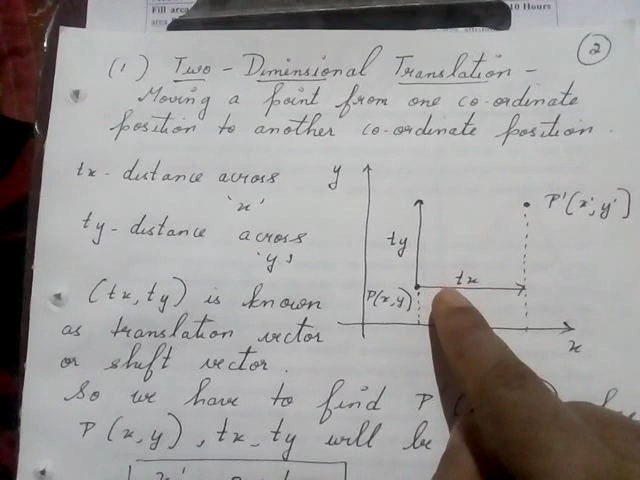 Fill area
10 Hours
2
(1) Two - Dimensional Translation -
Moving a point from one co-ordinate
position to another co-ordinate position.
tx - distance across
'x'
ty - distance across
'y'
(tx, ty) is known
as translation vector
or shift vector.
So we have to find P'
P (x, y), tx, ty will be
y
ty
tx
P(x,y)
P'(x', y')
x